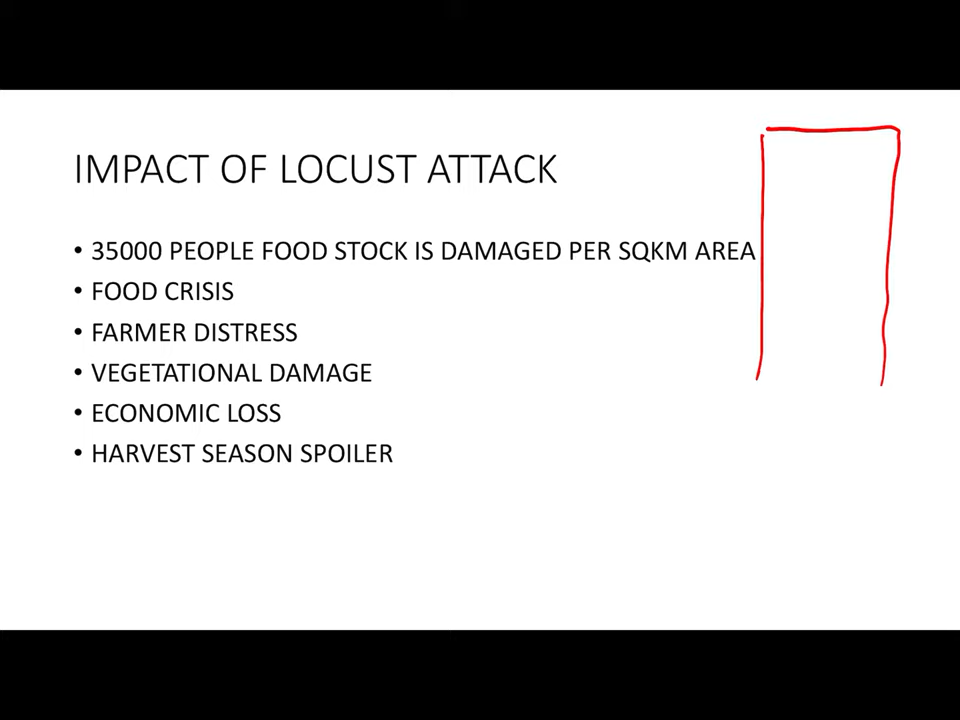 IMPACT OF LOCUST ATTACK
• 35000 PEOPLE FOOD STOCK IS DAMAGED PER SQKM AREA
• FOOD CRISIS
• FARMER DISTRESS
• VEGETATIONAL DAMAGE
• ECONOMIC LOSS
• HARVEST SEASON SPOILER